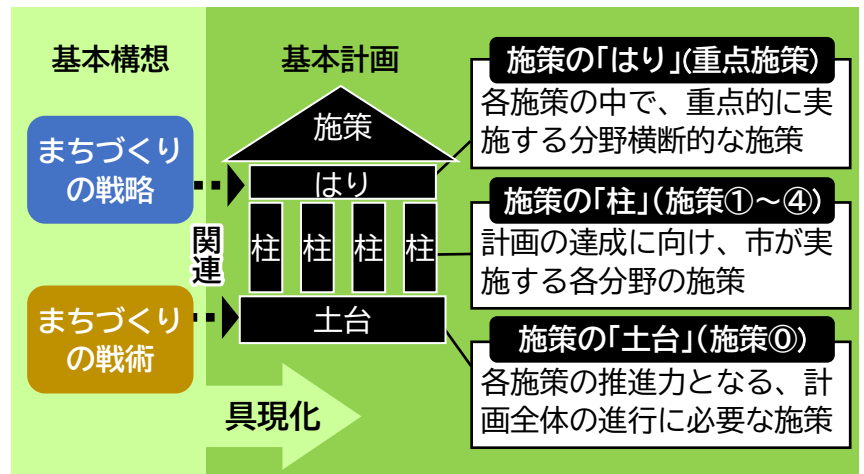 基本構想
まちづくり
の戦略
まちづくり
の戦術
関連
具現化
基本計画
施策
はり
柱 柱 柱 柱
土台
施策の「はり」(重点施策)
各施策の中で、重点的に実
施する分野横断的な施策
施策の「柱」(施策①～④)
計画の達成に向け、市が実
施する各分野の施策
施策の「土台」(施策⓪)
各施策の推進力となる、計
画全体の進行に必要な施策